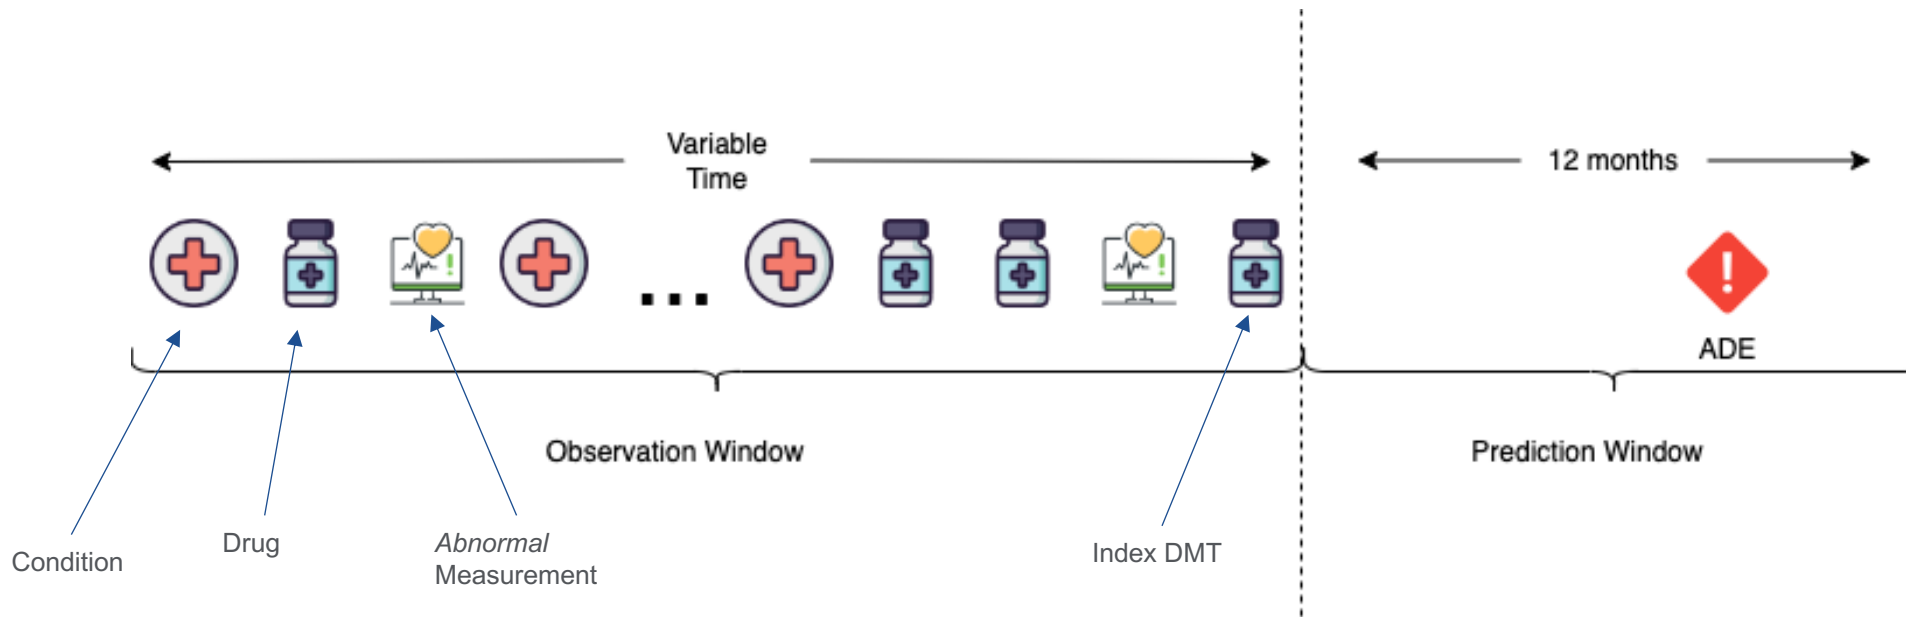 Variable
Time
12 months
...
ADE
Observation Window
Prediction Window
Condition
Drug
Abnormal
Measurement
Index DMT